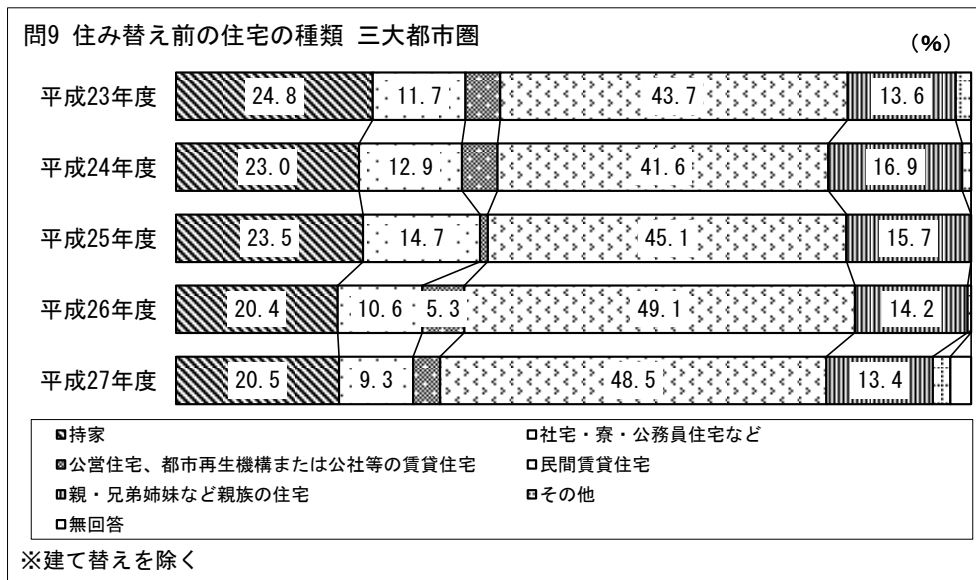 問9 住み替え前の住宅の種類 三大都市圏
（%）
平成23年度 24.8 11.7 43.7 13.6
平成24年度 23.0 12.9 41.6 16.9
平成25年度 23.5 14.7 45.1 15.7
平成26年度 20.4 10.6 5.3 49.1 14.2
平成27年度 20.5 9.3 48.5 13.4
持家 社宅・寮・公務員住宅など
公営住宅、都市再生機構または公社等の賃貸住宅 民間賃貸住宅
親・兄弟姉妹など親族の住宅 その他
無回答
※建て替えを除く